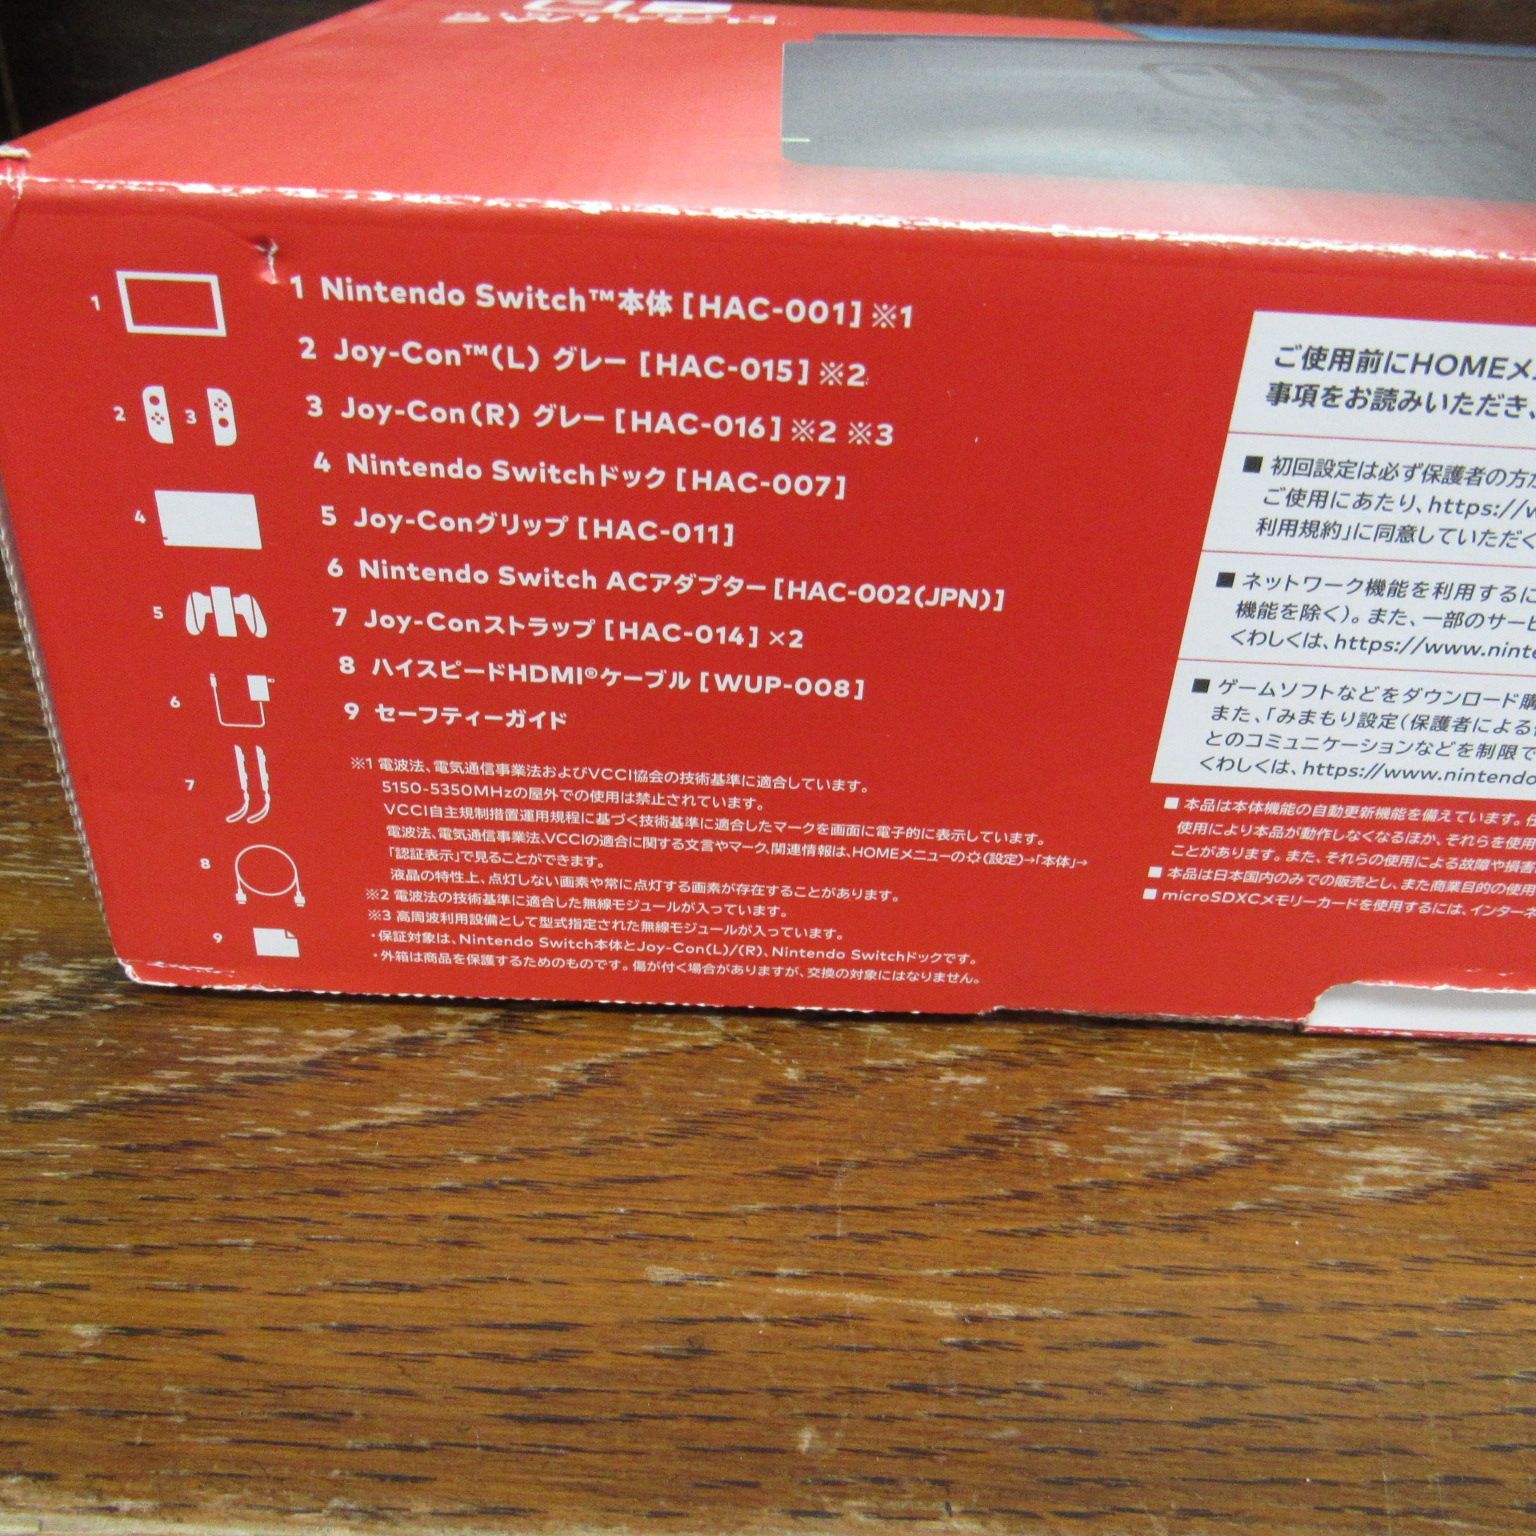 1 Nintendo Switch™本体 [HAC-001] ※1
2 Joy-Con™(L) グレー [HAC-015] ※2
3 Joy-Con(R) グレー [HAC-016] ※2 ※3
4 Nintendo Switchドック [HAC-007]
5 Joy-Conグリップ [HAC-011]
6 Nintendo Switch ACアダプター [HAC-002(JPN)]
7 Joy-Conストラップ [HAC-014] ×2
8 ハイスピードHDMI®ケーブル [WUP-008]
9 セーフティーガイド
1
2
3
4
5
6
7
8
9
※1 電波法、電気通信事業法およびVCCI協会の技術基準に適合しています。
5150-5350MHzの屋外での使用は禁止されています。
VCCI自主規制措置運用規程に基づく技術基準に適合したマークを画面に電子的に表示しています。
電波法、電気通信事業法、VCCIの適合に関する文言やマーク、関連情報は、HOMEメニューの(設定)→「本体」→
「認証表示」で見ることができます。
液晶の特性上、点灯しない画素や常に点灯する画素が存在することがあります。
※2 電波法の技術基準に適合した無線モジュールが入っています。
※3 高周波利用設備として型式指定された無線モジュールが入っています。
・保証対象は、Nintendo Switch本体とJoy-Con(L)/(R)、Nintendo Switchドックです。
・外箱は商品を保護するためのものです。傷が付く場合がありますが、交換の対象にはなりません。
ご使用前にHOMEメ
事項をお読みいただき
■ 初回設定は必ず保護者の方
ご使用にあたり、https://w
利用規約」に同意していただく
■ ネットワーク機能を利用するに
機能を除く)。また、一部のサー
くわしくは、https://www.ninte
■ ゲームソフトなどをダウンロード購
また、「みまもり設定(保護者による
とのコミュニケーションなどを制限で
くわしくは、https://www.nintendo
■ 本品は本体機能の自動更新機能を備えています。
使用により本品が動作しなくなるほか、それらを使用
ことがあります。また、それらの使用による故障や損害
■ 本品は日本国内のみでの販売とし、また商業目的の使用
■ microSDXCメモリーカードを使用するには、インターネ